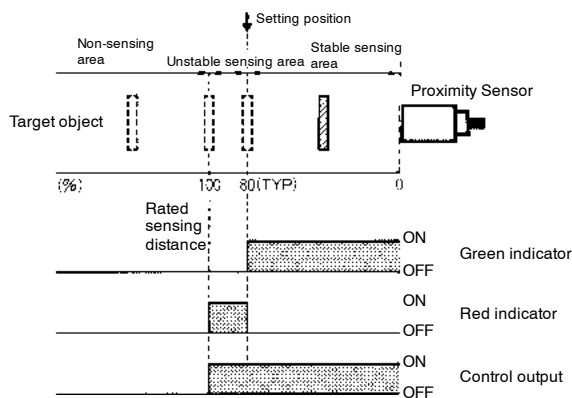 Setting position
Non-sensing area
Unstable sensing area
Stable sensing area
Proximity Sensor
Target object
(%) 100 80(TYP) 0
Rated sensing distance
ON
OFF
Green indicator
ON
OFF
Red indicator
ON
OFF
Control output